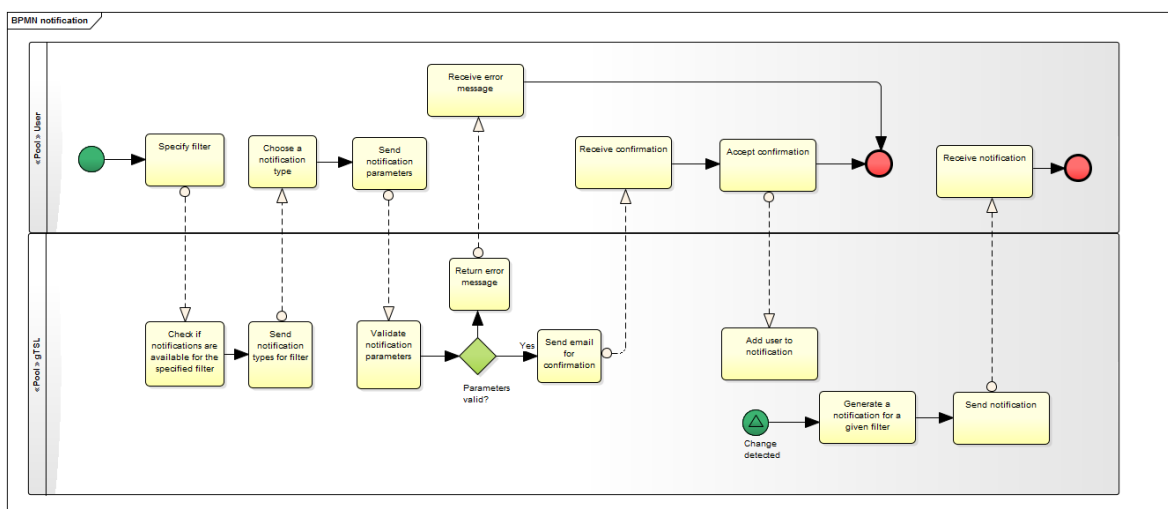 BPMN notification
«Pool» User
Receive error
message
Specify filter
Choose a
notification
type
Send
notification
parameters
Receive confirmation
Accept confirmation
Receive notification
«Pool» gTSL
Return error
message
Check if
notifications are
available for the
specified filter
Send
notification
types for filter
Validate
notification
parameters
Parameters
valid?
Yes
Send email
for
confirmation
Add user to
notification
Change
detected
Generate a
notification for a
given filter
Send notification